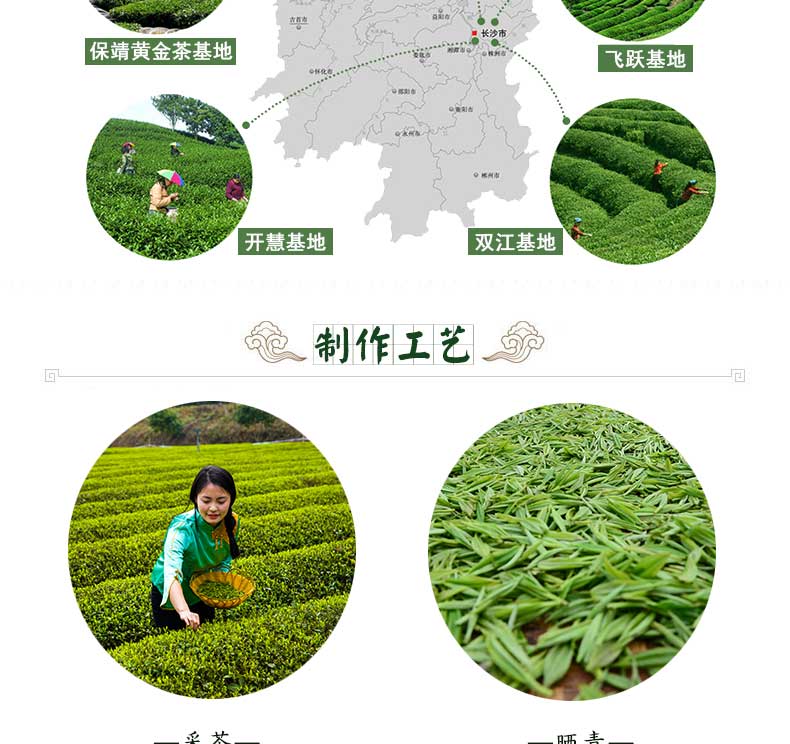 古首市
益阳市
长沙市
保靖黄金茶基地
湘潭市
株洲市
娄底市
飞跃基地
怀化市
邵阳市
衡阳市
永州市
郴州市
开慧基地
双江基地
制作工艺
采茶
晒青